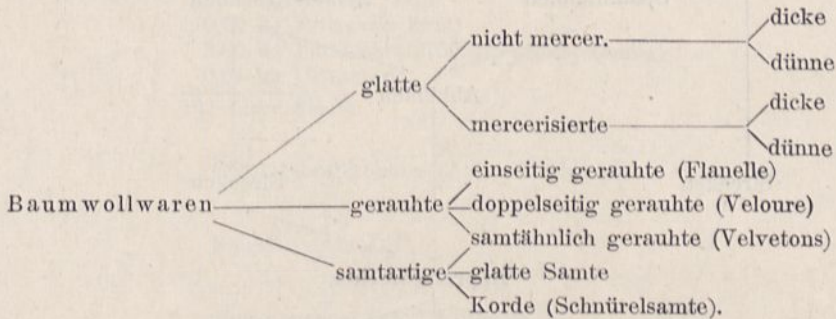 dicke
nicht mercer.
dünne
glatte
dicke
mercerisierte
dünne
einseitig gerauhte (Flanelle)
Baumwollwaren gerauhte doppelseitig gerauhte (Veloure)
samtähnlich gerauhte (Velvetons)
samtartige glatte Samte
Korde (Schnürelsamte).